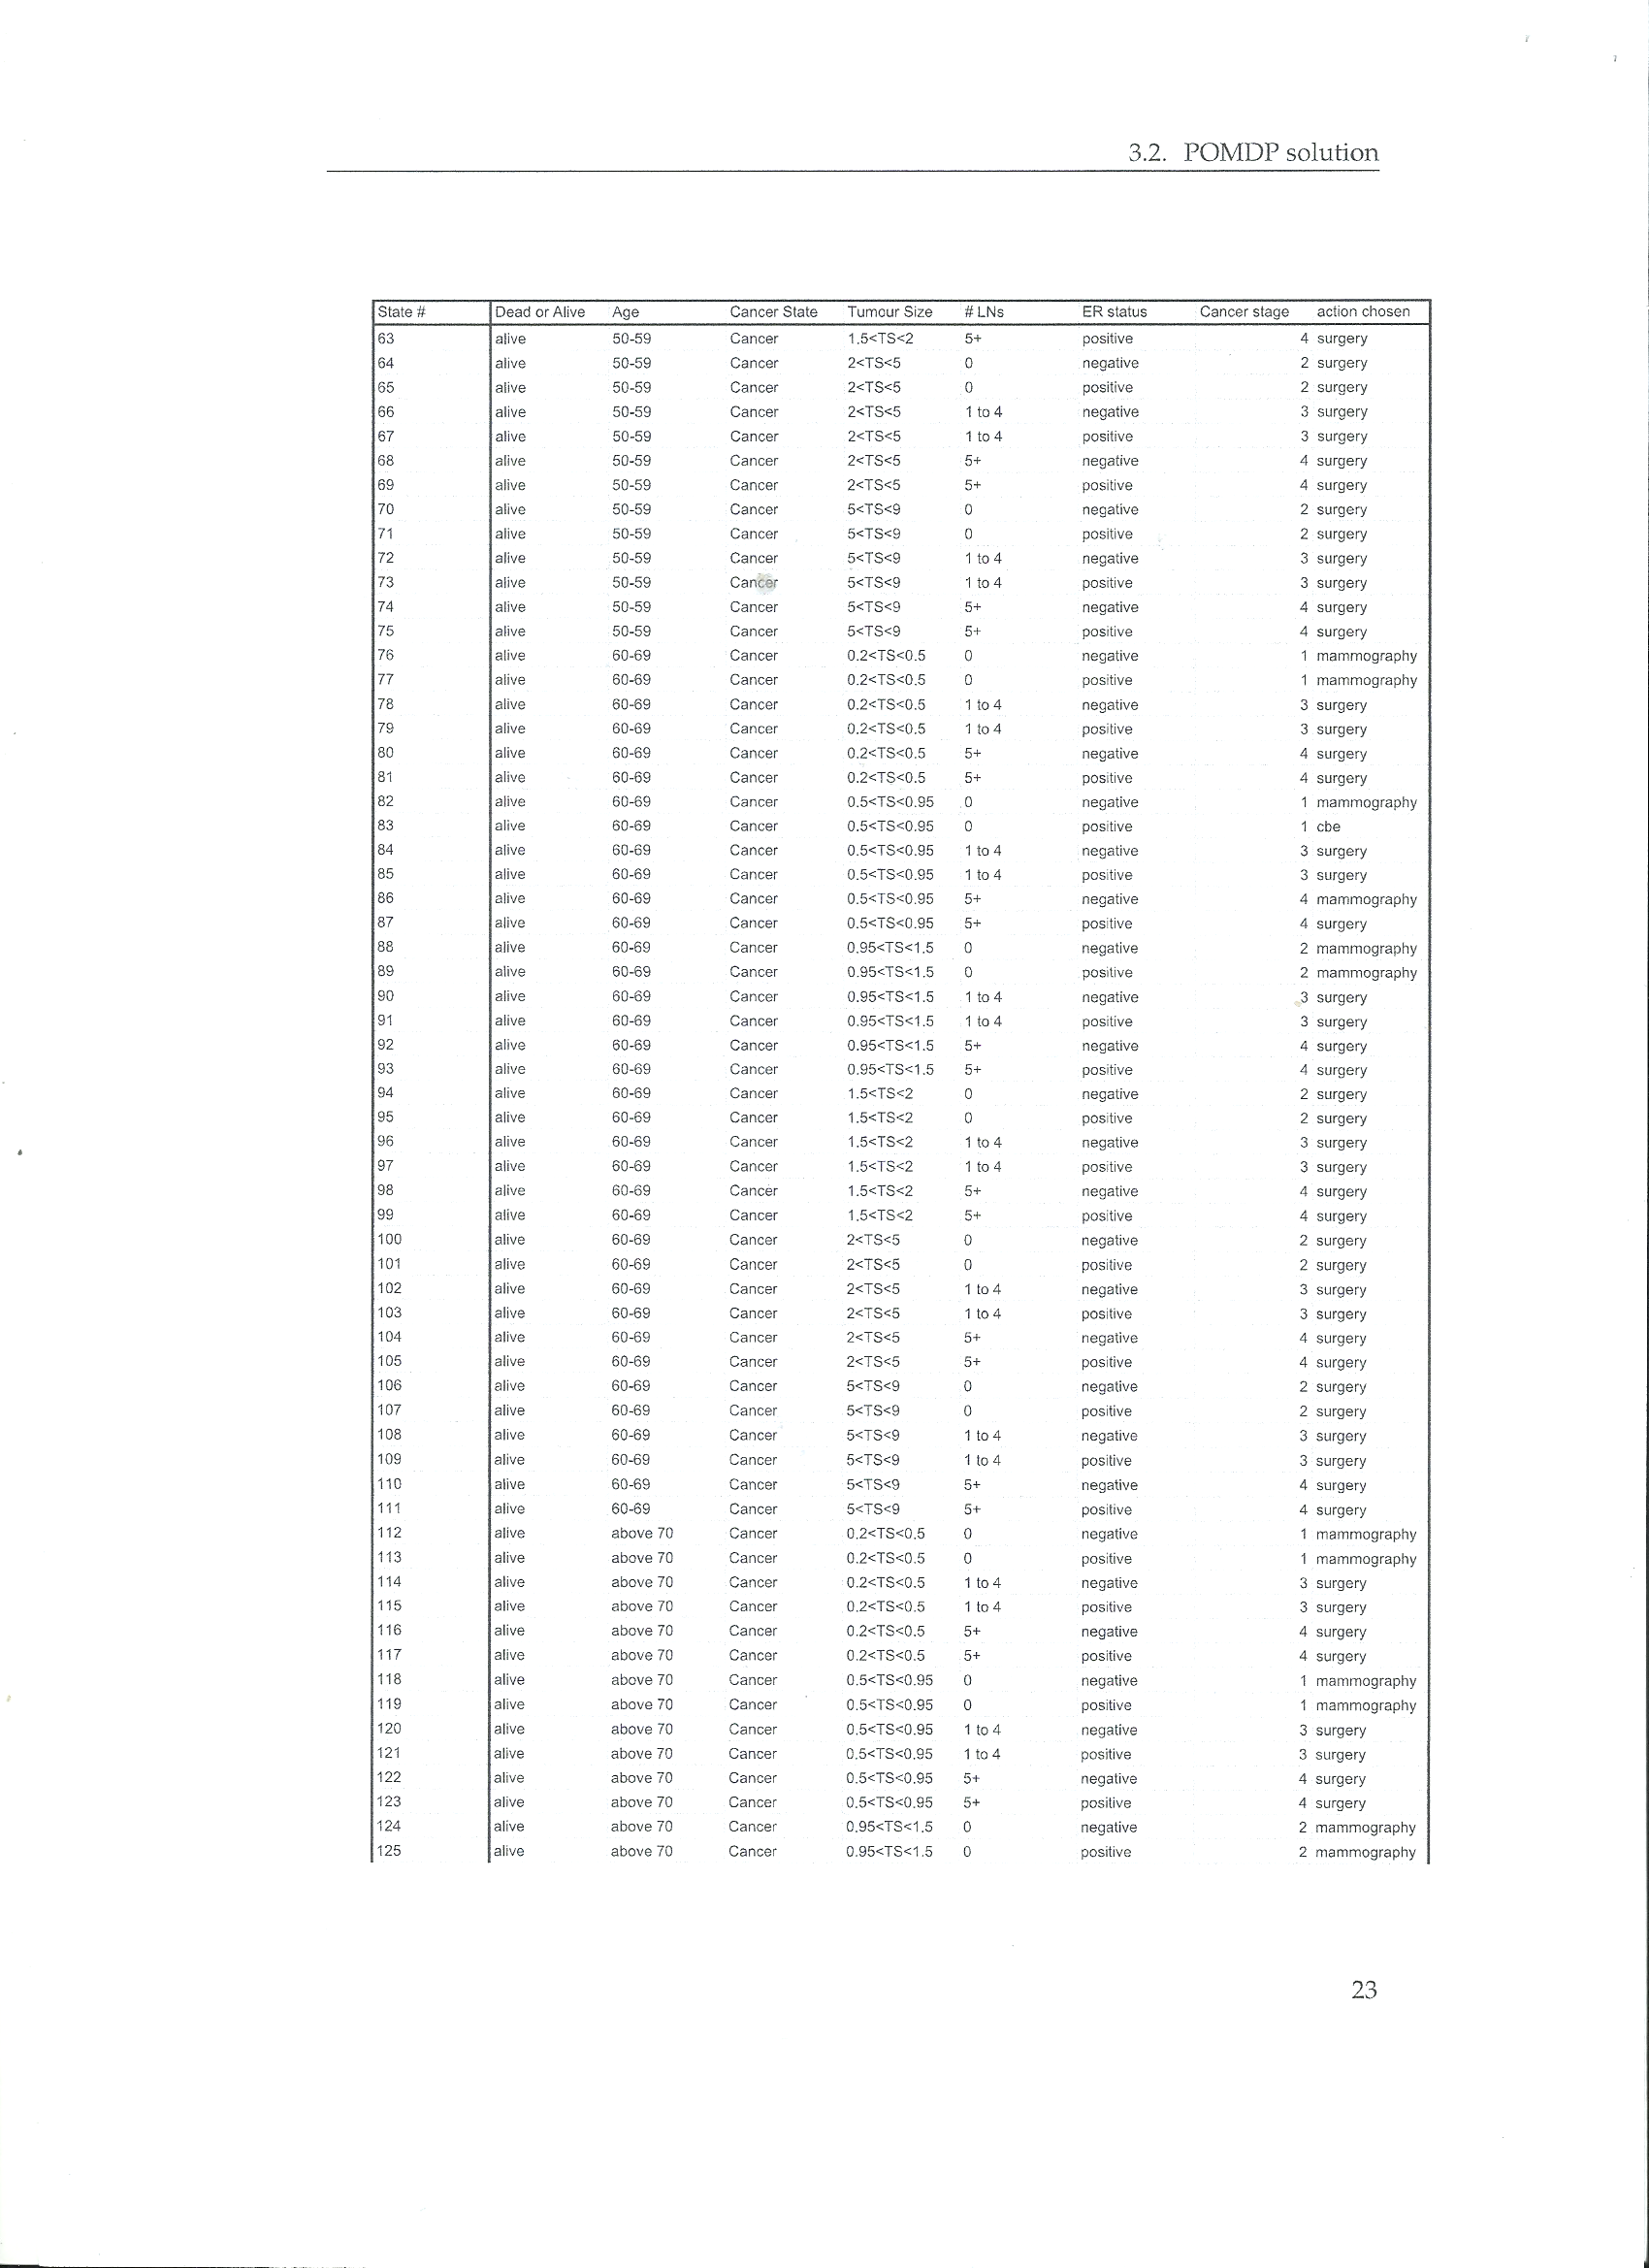 3.2. POMDP solution
State # Dead or Alive Age Cancer State Tumour Size # LNs ER status Cancer stage action chosen
63 alive 50-59 Cancer 1.5<TS<2 5+ positive 4 surgery
64 alive 50-59 Cancer 2<TS<5 0 negative 2 surgery
65 alive 50-59 Cancer 2<TS<5 0 positive 2 surgery
66 alive 50-59 Cancer 2<TS<5 1 to 4 negative 3 surgery
67 alive 50-59 Cancer 2<TS<5 1 to 4 positive 3 surgery
68 alive 50-59 Cancer 2<TS<5 5+ negative 4 surgery
69 alive 50-59 Cancer 2<TS<5 5+ positive 4 surgery
70 alive 50-59 Cancer 5<TS<9 0 negative 2 surgery
71 alive 50-59 Cancer 5<TS<9 0 positive 2 surgery
72 alive 50-59 Cancer 5<TS<9 1 to 4 negative 3 surgery
73 alive 50-59 Cancer 5<TS<9 1 to 4 positive 3 surgery
74 alive 50-59 Cancer 5<TS<9 5+ negative 4 surgery
75 alive 50-59 Cancer 5<TS<9 5+ positive 4 surgery
76 alive 60-69 Cancer 0.2<TS<0.5 0 negative 1 mammography
77 alive 60-69 Cancer 0.2<TS<0.5 0 positive 1 mammography
78 alive 60-69 Cancer 0.2<TS<0.5 1 to 4 negative 3 surgery
79 alive 60-69 Cancer 0.2<TS<0.5 1 to 4 positive 3 surgery
80 alive 60-69 Cancer 0.2<TS<0.5 5+ negative 4 surgery
81 alive 60-69 Cancer 0.2<TS<0.5 5+ positive 4 surgery
82 alive 60-69 Cancer 0.5<TS<0.95 0 negative 1 mammography
83 alive 60-69 Cancer 0.5<TS<0.95 0 positive 1 cbe
84 alive 60-69 Cancer 0.5<TS<0.95 1 to 4 negative 3 surgery
85 alive 60-69 Cancer 0.5<TS<0.95 1 to 4 positive 3 surgery
86 alive 60-69 Cancer 0.5<TS<0.95 5+ negative 4 mammography
87 alive 60-69 Cancer 0.5<TS<0.95 5+ positive 4 surgery
88 alive 60-69 Cancer 0.95<TS<1.5 0 negative 2 mammography
89 alive 60-69 Cancer 0.95<TS<1.5 0 positive 2 mammography
90 alive 60-69 Cancer 0.95<TS<1.5 1 to 4 negative 3 surgery
91 alive 60-69 Cancer 0.95<TS<1.5 1 to 4 positive 3 surgery
92 alive 60-69 Cancer 0.95<TS<1.5 5+ negative 4 surgery
93 alive 60-69 Cancer 0.95<TS<1.5 5+ positive 4 surgery
94 alive 60-69 Cancer 1.5<TS<2 0 negative 2 surgery
95 alive 60-69 Cancer 1.5<TS<2 0 positive 2 surgery
96 alive 60-69 Cancer 1.5<TS<2 1 to 4 negative 3 surgery
97 alive 60-69 Cancer 1.5<TS<2 1 to 4 positive 3 surgery
98 alive 60-69 Cancer 1.5<TS<2 5+ negative 4 surgery
99 alive 60-69 Cancer 1.5<TS<2 5+ positive 4 surgery
100 alive 60-69 Cancer 2<TS<5 0 negative 2 surgery
101 alive 60-69 Cancer 2<TS<5 0 positive 2 surgery
102 alive 60-69 Cancer 2<TS<5 1 to 4 negative 3 surgery
103 alive 60-69 Cancer 2<TS<5 1 to 4 positive 3 surgery
104 alive 60-69 Cancer 2<TS<5 5+ negative 4 surgery
105 alive 60-69 Cancer 2<TS<5 5+ positive 4 surgery
106 alive 60-69 Cancer 5<TS<9 0 negative 2 surgery
107 alive 60-69 Cancer 5<TS<9 0 positive 2 surgery
108 alive 60-69 Cancer 5<TS<9 1 to 4 negative 3 surgery
109 alive 60-69 Cancer 5<TS<9 1 to 4 positive 3 surgery
110 alive 60-69 Cancer 5<TS<9 5+ negative 4 surgery
111 alive 60-69 Cancer 5<TS<9 5+ positive 4 surgery
112 alive above 70 Cancer 0.2<TS<0.5 0 negative 1 mammography
113 alive above 70 Cancer 0.2<TS<0.5 0 positive 1 mammography
114 alive above 70 Cancer 0.2<TS<0.5 1 to 4 negative 3 surgery
115 alive above 70 Cancer 0.2<TS<0.5 1 to 4 positive 3 surgery
116 alive above 70 Cancer 0.2<TS<0.5 5+ negative 4 surgery
117 alive above 70 Cancer 0.2<TS<0.5 5+ positive 4 surgery
118 alive above 70 Cancer 0.5<TS<0.95 0 negative 1 mammography
119 alive above 70 Cancer 0.5<TS<0.95 0 positive 1 mammography
120 alive above 70 Cancer 0.5<TS<0.95 1 to 4 negative 3 surgery
121 alive above 70 Cancer 0.5<TS<0.95 1 to 4 positive 3 surgery
122 alive above 70 Cancer 0.5<TS<0.95 5+ negative 4 surgery
123 alive above 70 Cancer 0.5<TS<0.95 5+ positive 4 surgery
124 alive above 70 Cancer 0.95<TS<1.5 0 negative 2 mammography
125 alive above 70 Cancer 0.95<TS<1.5 0 positive 2 mammography
23